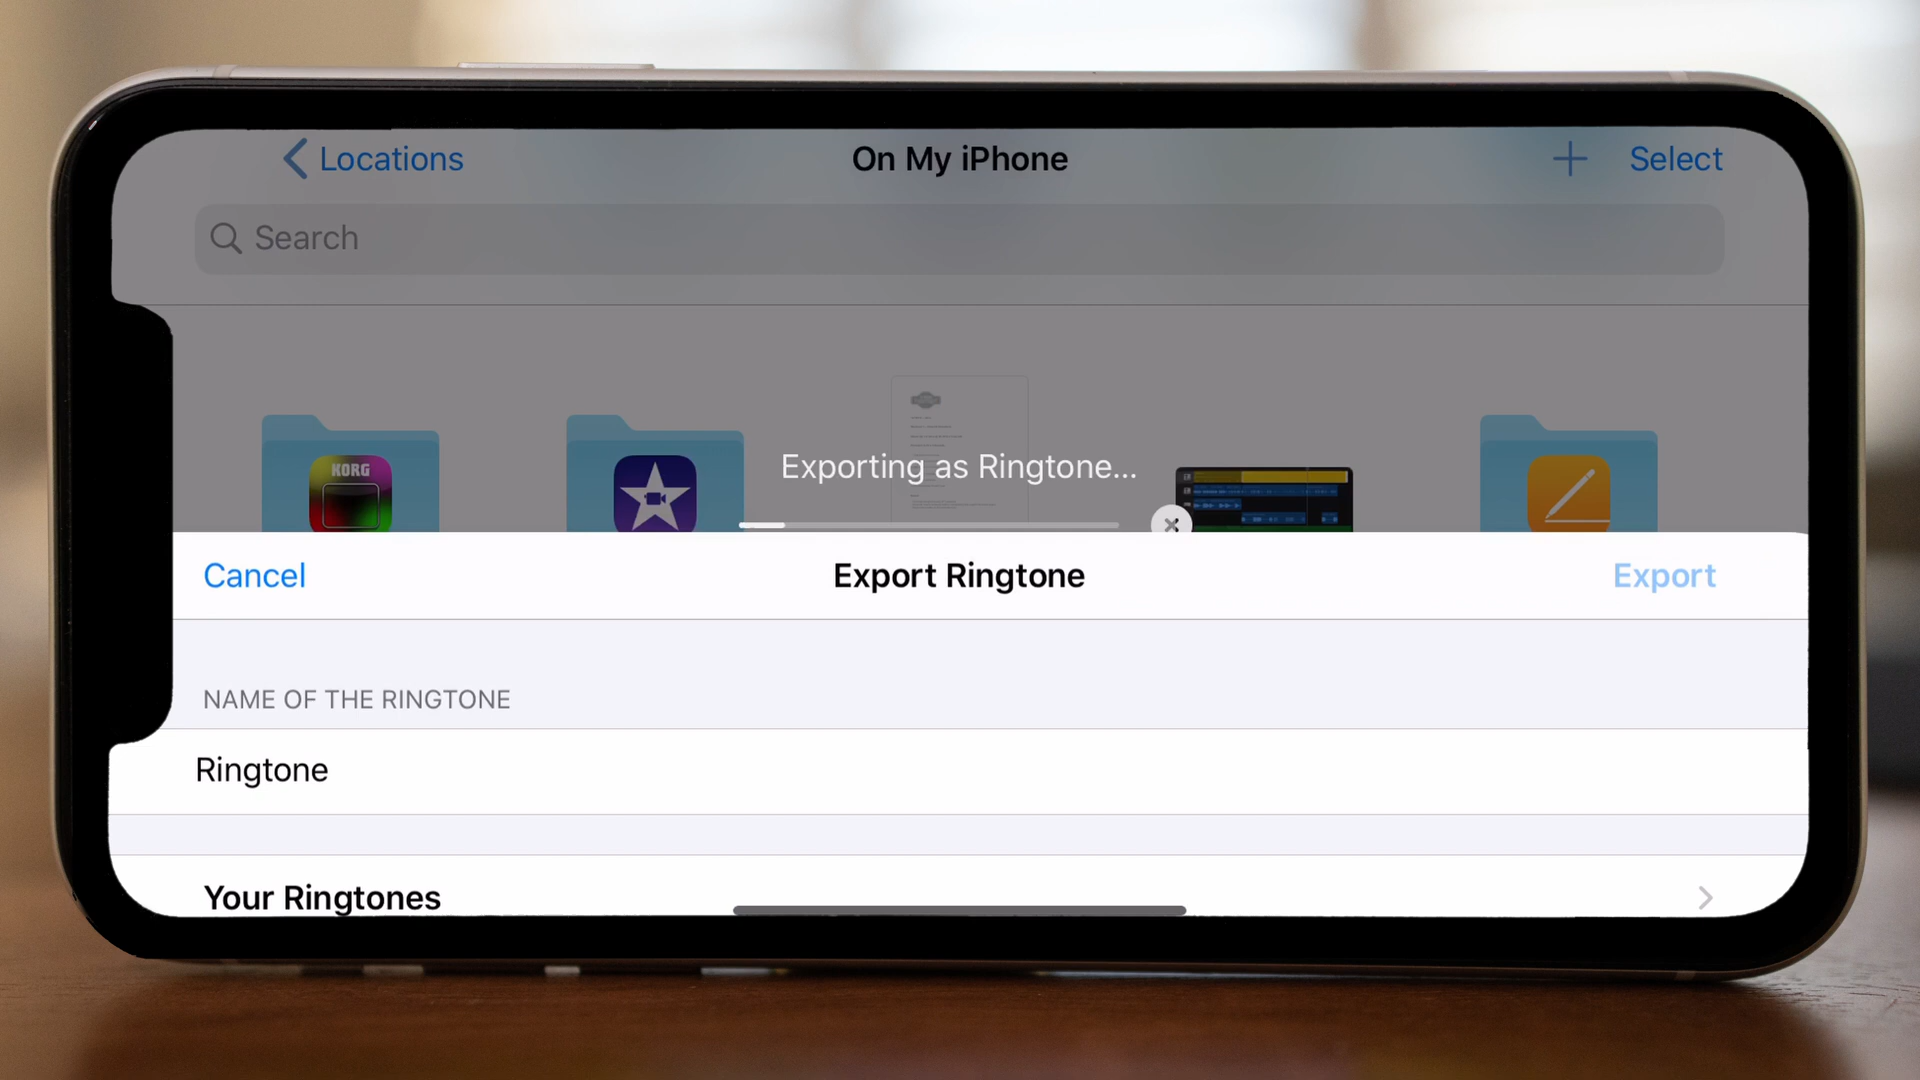 Locations
On My iPhone
Select
Search
KORG
Exporting as Ringtone...
Cancel
Export Ringtone
Export
NAME OF THE RINGTONE
Ringtone
Your Ringtones